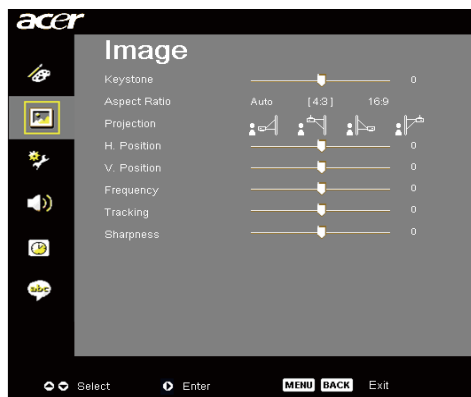 acer
Image
Keystone 0
Aspect Ratio Auto [4:3] 16:9
Projection
H. Position 0
V. Position 0
Frequency 0
Tracking 0
Sharpness 0
abc
Select Enter MENU BACK Exit